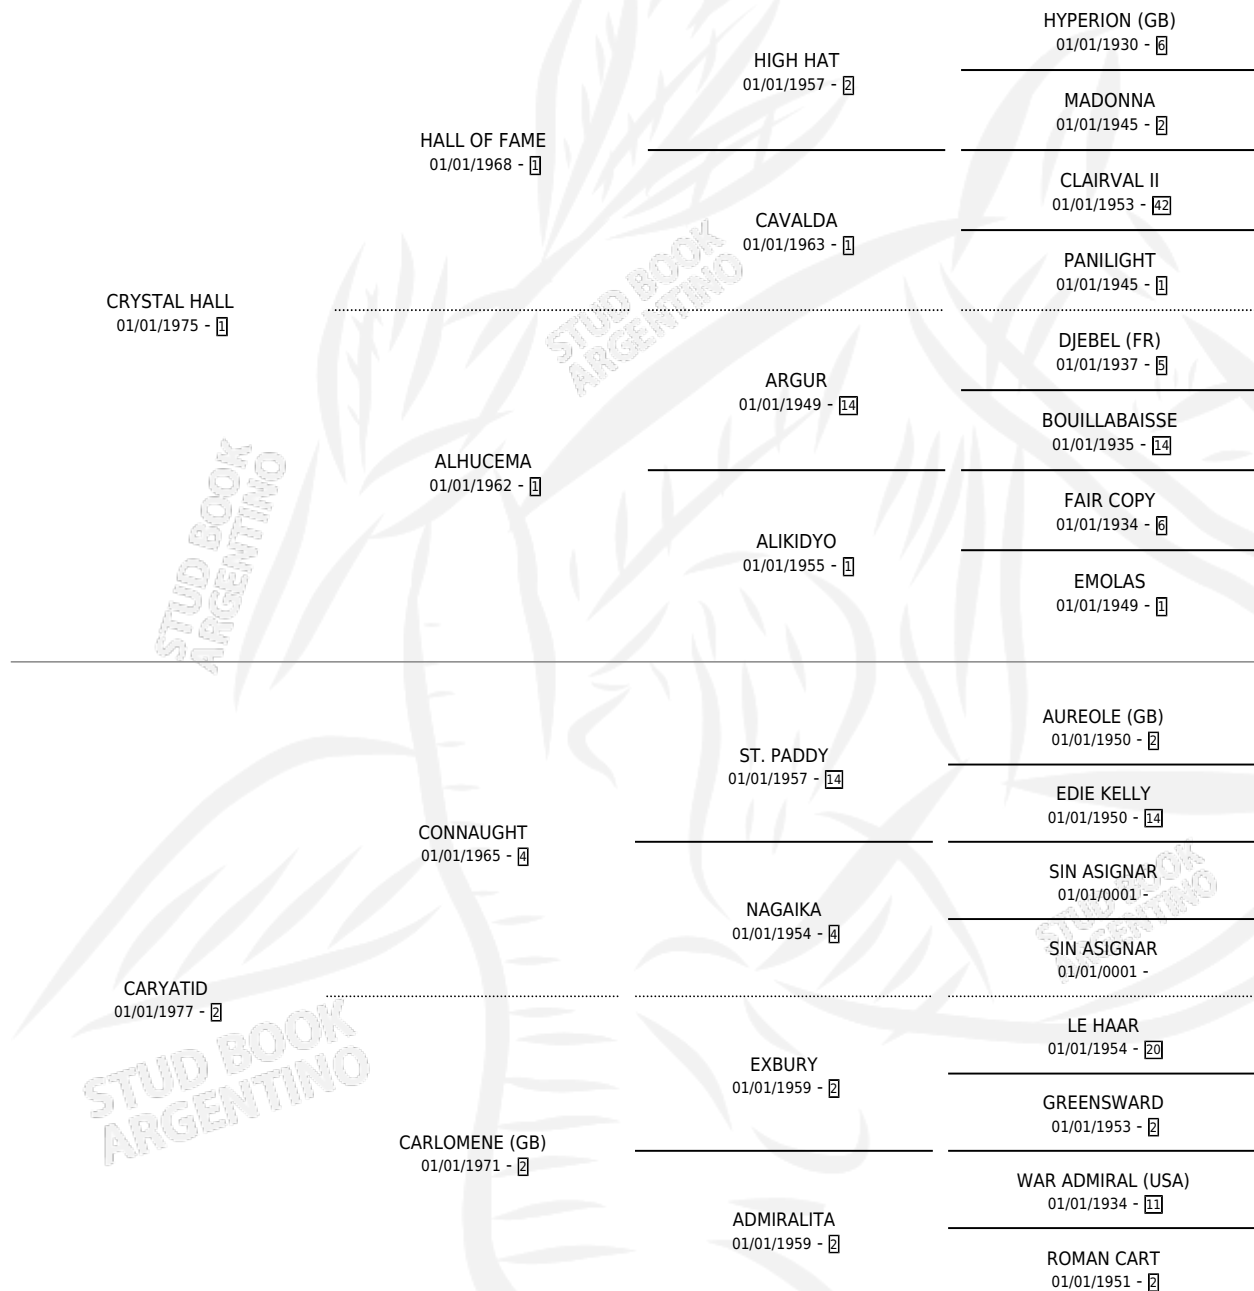 HYPERION (GB)
01/01/1930 - 6
HIGH HAT
01/01/1957 - 2
MADONNA
01/01/1945 - 2
HALL OF FAME
01/01/1968 - 1
CLAIRVAL II
01/01/1953 - 42
CAVALDA
01/01/1963 - 1
PANILIGHT
01/01/1945 - 1
CRYSTAL HALL
01/01/1975 - 1
DJEBEL (FR)
01/01/1937 - 5
ARGUR
01/01/1949 - 14
BOUILLABAISSE
01/01/1935 - 14
ALHUCEMA
01/01/1962 - 1
FAIR COPY
01/01/1934 - 6
ALIKIDYO
01/01/1955 - 1
EMOLAS
01/01/1949 - 1
AUREOLE (GB)
01/01/1950 - 2
ST. PADDY
01/01/1957 - 14
EDIE KELLY
01/01/1950 - 14
CONNAUGHT
01/01/1965 - 4
SIN ASIGNAR
01/01/0001 -
NAGAIKA
01/01/1954 - 4
SIN ASIGNAR
01/01/0001 -
CARYATID
01/01/1977 - 2
LE HAAR
01/01/1954 - 20
EXBURY
01/01/1959 - 2
GREENSWARD
01/01/1953 - 2
CARLOMENE (GB)
01/01/1971 - 2
WAR ADMIRAL (USA)
01/01/1934 - 11
ADMIRALITA
01/01/1959 - 2
ROMAN CART
01/01/1951 - 2
STUD BOOK
ARGENTINO
STUD BOOK
ARGENTINO
STUD BOOK
ARGENTINO
STUD BOOK
ARGENTINO